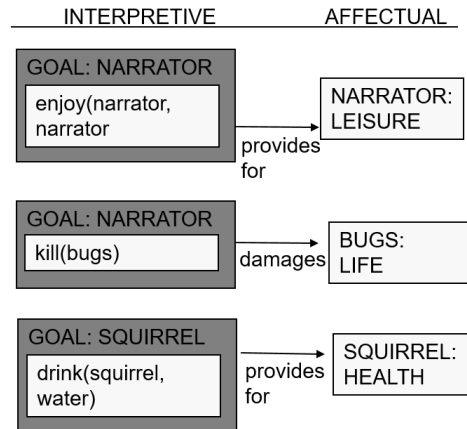 INTERPRETIVE AFFECTUAL
GOAL: NARRATOR
enjoy(narrator,
narrator
provides
for
NARRATOR:
LEISURE
GOAL: NARRATOR
kill(bugs)
damages
BUGS:
LIFE
GOAL: SQUIRREL
drink(squirrel,
water)
provides
for
SQUIRREL:
HEALTH